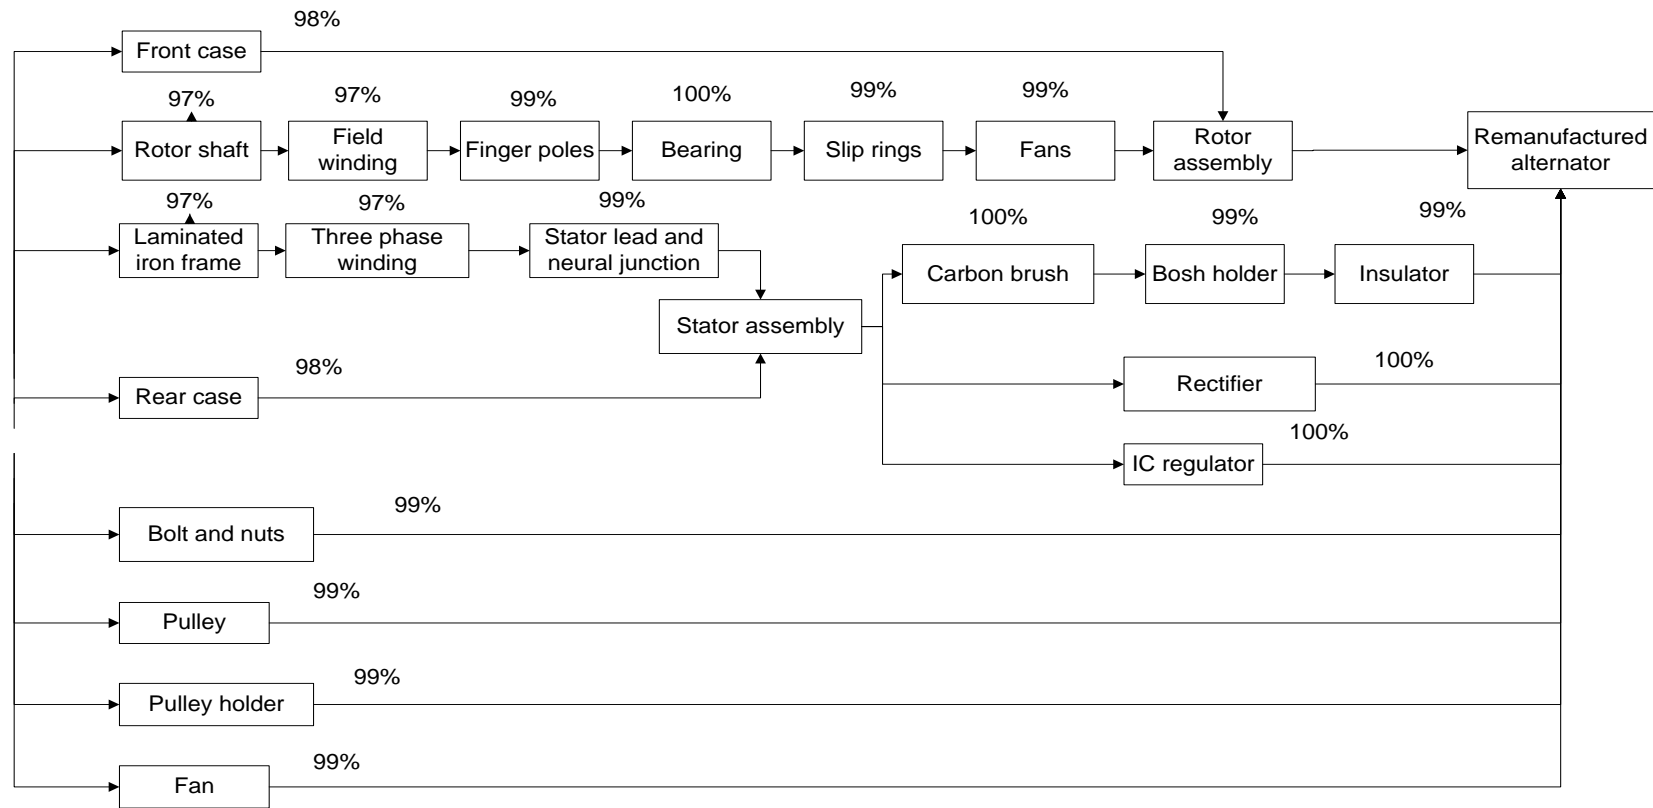 98%
Front case
97%
97%
99%
100%
99%
99%
Rotor shaft
Field
winding
Finger poles
Bearing
Slip rings
Fans
Rotor
assembly
Remanufactured
alternator
97%
97%
99%
100%
99%
99%
Laminated
iron frame
Three phase
winding
Stator lead and
neural junction
Carbon brush
Bosh holder
Insulator
Stator assembly
98%
100%
Rear case
Rectifier
100%
IC regulator
99%
Bolt and nuts
99%
Pulley
99%
Pulley holder
99%
Fan